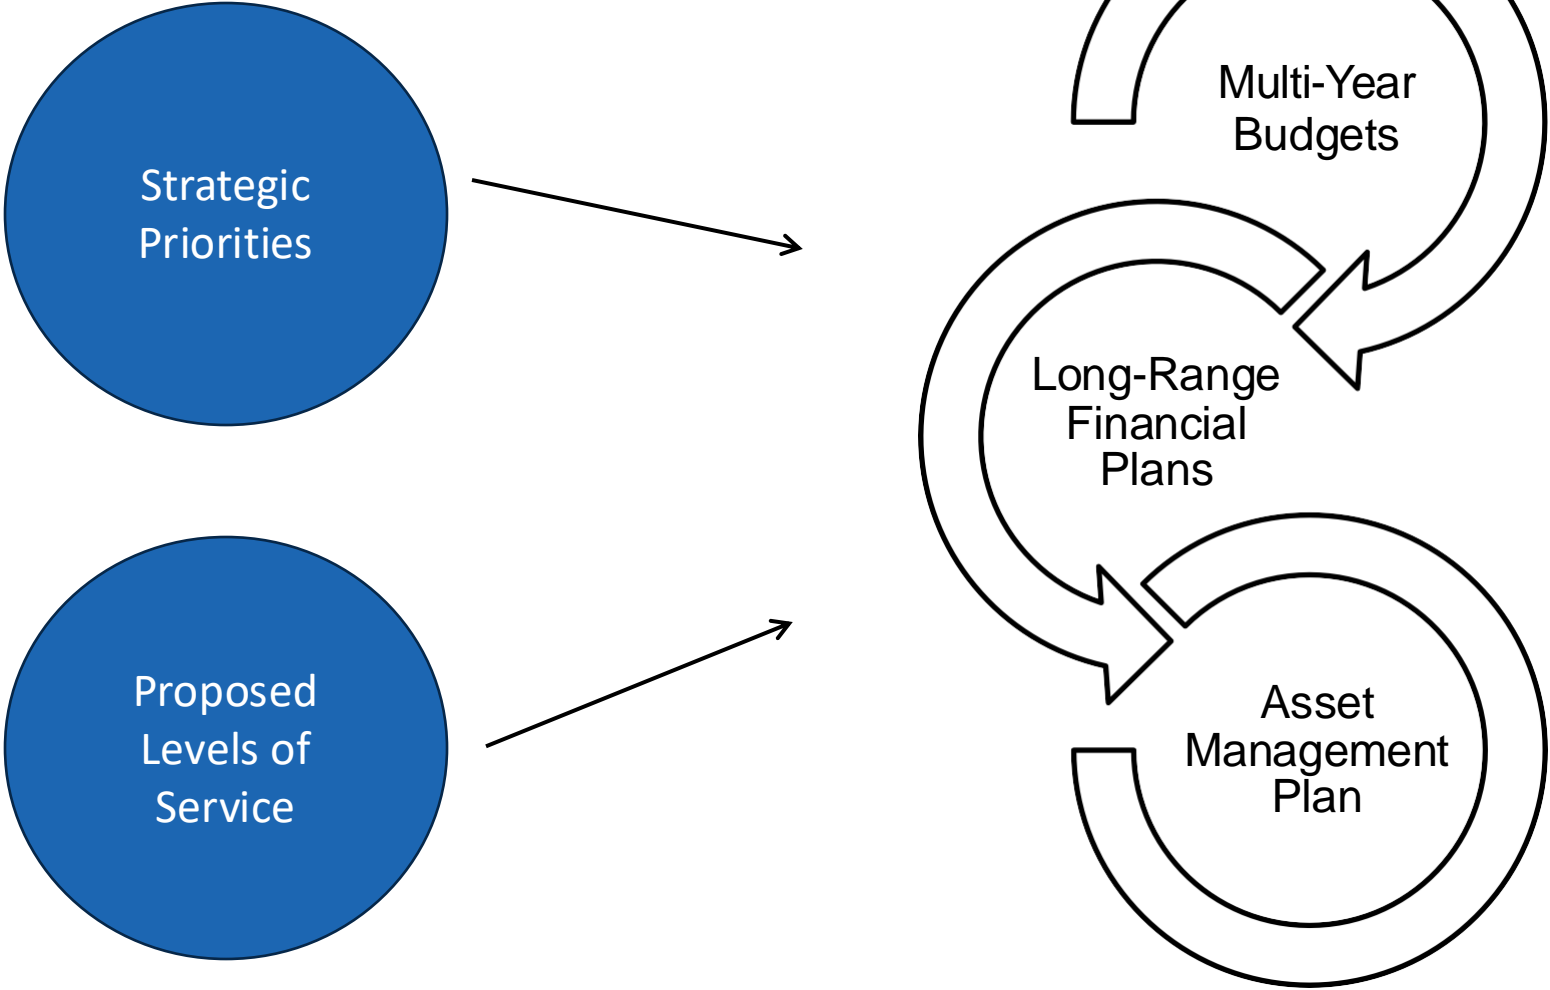 Strategic
Priorities
Proposed
Levels of
Service
Multi-Year
Budgets
Long-Range
Financial
Plans
Asset
Management
Plan